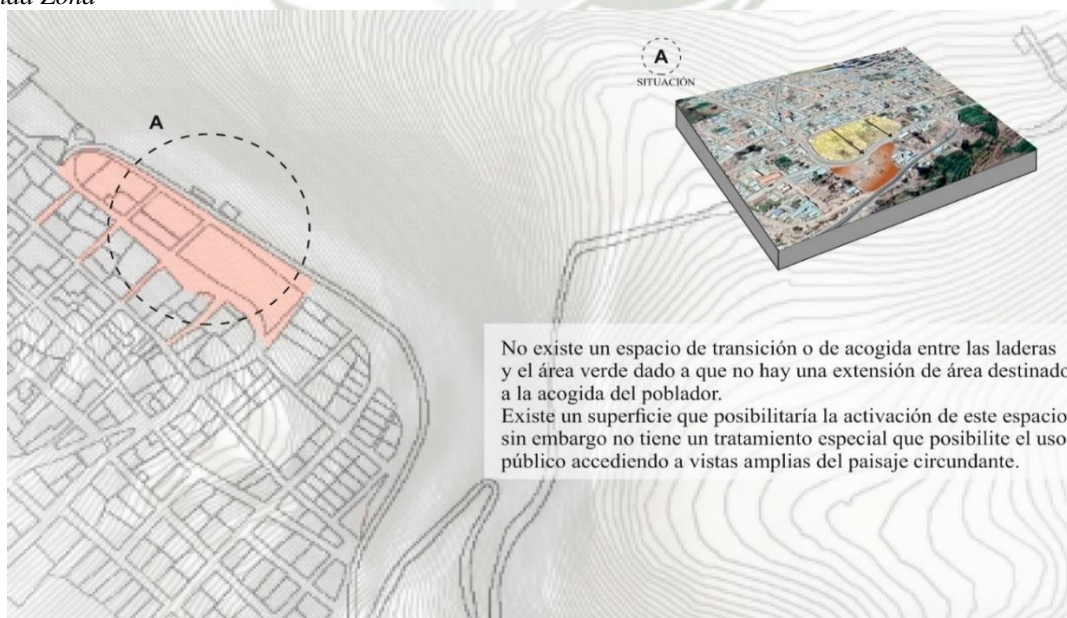 Zona
A
A
SITUACIÓN
No existe un espacio de transición o de acogida entre las laderas
y el área verde dado a que no hay una extensión de área destinado
a la acogida del poblador.
Existe un superficie que posibilitaría la activación de este espacio
sin embargo no tiene un tratamiento especial que posibilite el uso
público accediendo a vistas amplias del paisaje circundante.